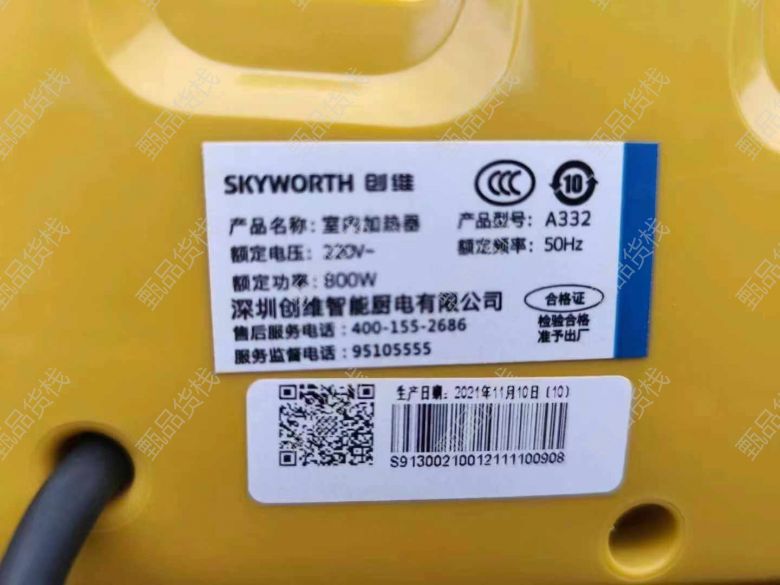 SKYWORTH 创维
产品名称：室内加热器 产品型号：A332
额定电压：220V~ 额定频率：50Hz
额定功率：800W
深圳创维智能厨电有限公司
售后服务电话：400-155-2686
服务监督电话：95105555
CCC
10
合格证
检验合格
准予出厂
生产日期：2021年11月10日（10）
S91300210012111100908
甄品货栈